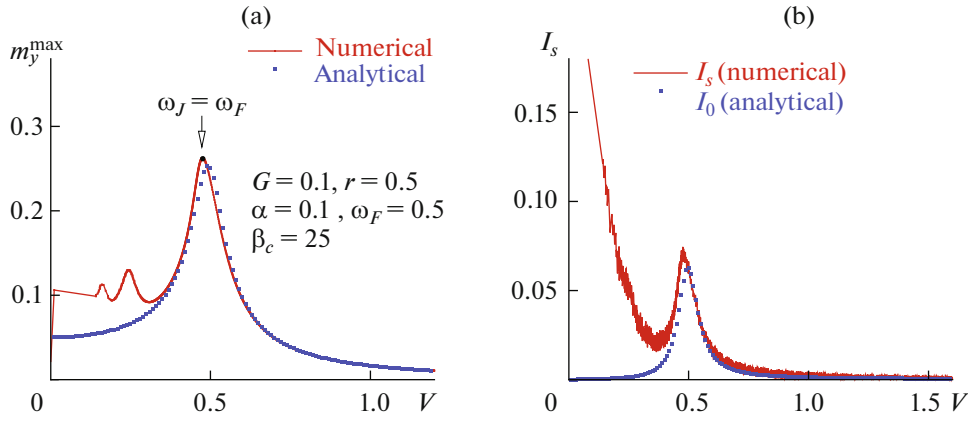 (a)
m_y^max
Numerical
Analytical
ω_J = ω_F
G = 0.1, r = 0.5
α = 0.1 , ω_F = 0.5
β_c = 25
0.3
0.2
0.1
0
0.5
1.0
V
(b)
I_s
I_s (numerical)
I_0 (analytical)
0.15
0.10
0.05
0
0.5
1.0
1.5
V